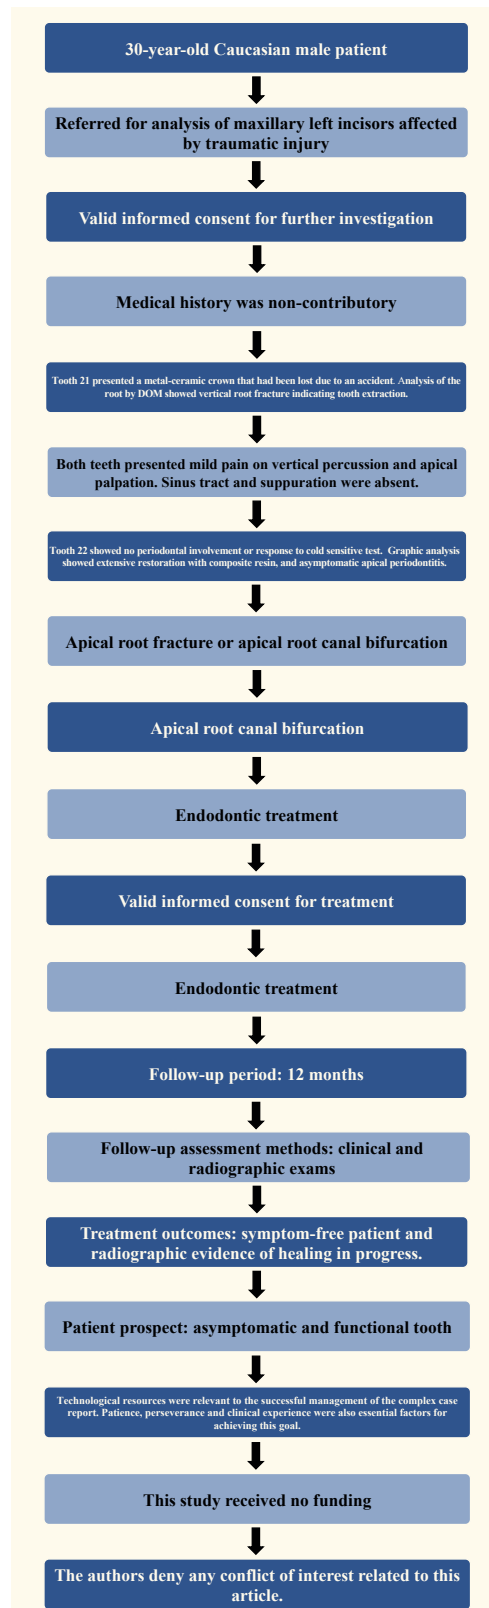 30-year-old Caucasian male patient
Referred for analysis of maxillary left incisors affected
by traumatic injury
Valid informed consent for further investigation
Medical history was non-contributory
Tooth 21 presented a metal-ceramic crown that had been lost due to an accident. Analysis of the
root by DOM showed vertical root fracture indicating tooth extraction.
Both teeth presented mild pain on vertical percussion and apical
palpation. Sinus tract and suppuration were absent.
Tooth 22 showed no periodontal involvement or response to cold sensitive test. Graphic analysis
showed extensive restoration with composite resin, and asymptomatic apical periodontitis.
Apical root fracture or apical root canal bifurcation
Apical root canal bifurcation
Endodontic treatment
Valid informed consent for treatment
Endodontic treatment
Follow-up period: 12 months
Follow-up assessment methods: clinical and
radiographic exams
Treatment outcomes: symptom-free patient and
radiographic evidence of healing in progress.
Patient prospect: asymptomatic and functional tooth
Technological resources were relevant to the successful management of the complex case
report. Patience, perseverance and clinical experience were also essential factors for
achieving this goal.
This study received no funding
The authors deny any conflict of interest related to this
article.